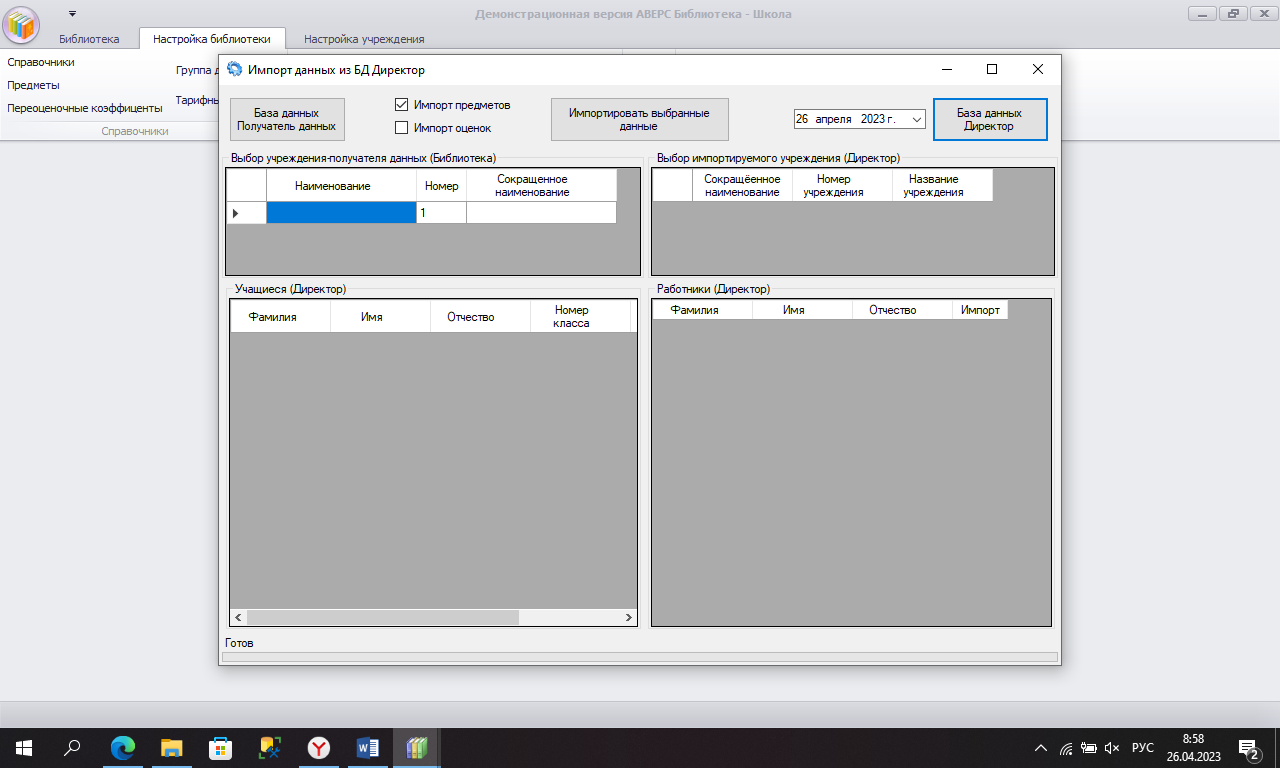 Демонстрационная версия АВЕРС Библиотека - Школа
Библиотека
Настройка библиотеки
Настройка учреждения
Справочники
Предметы
Переоценочные коэффиценты
Группа д
Тарифны
Справочники
Импорт данных из БД Директор
База данных
Получатель данных
Импорт предметов
Импорт оценок
Импортировать выбранные
данные
26 апреля 2023 г.
База данных
Директор
Выбор учреждения-получателя данных (Библиотека)
Наименование
Номер
Сокращенное
наименование
1
Выбор импортируемого учреждения (Директор)
Сокращённое
наименование
Номер
учреждения
Название
учреждения
Учащиеся (Директор)
Фамилия
Имя
Отчество
Номер
класса
Работники (Директор)
Фамилия
Имя
Отчество
Импорт
Готов
РУС
8:58
26.04.2023
2